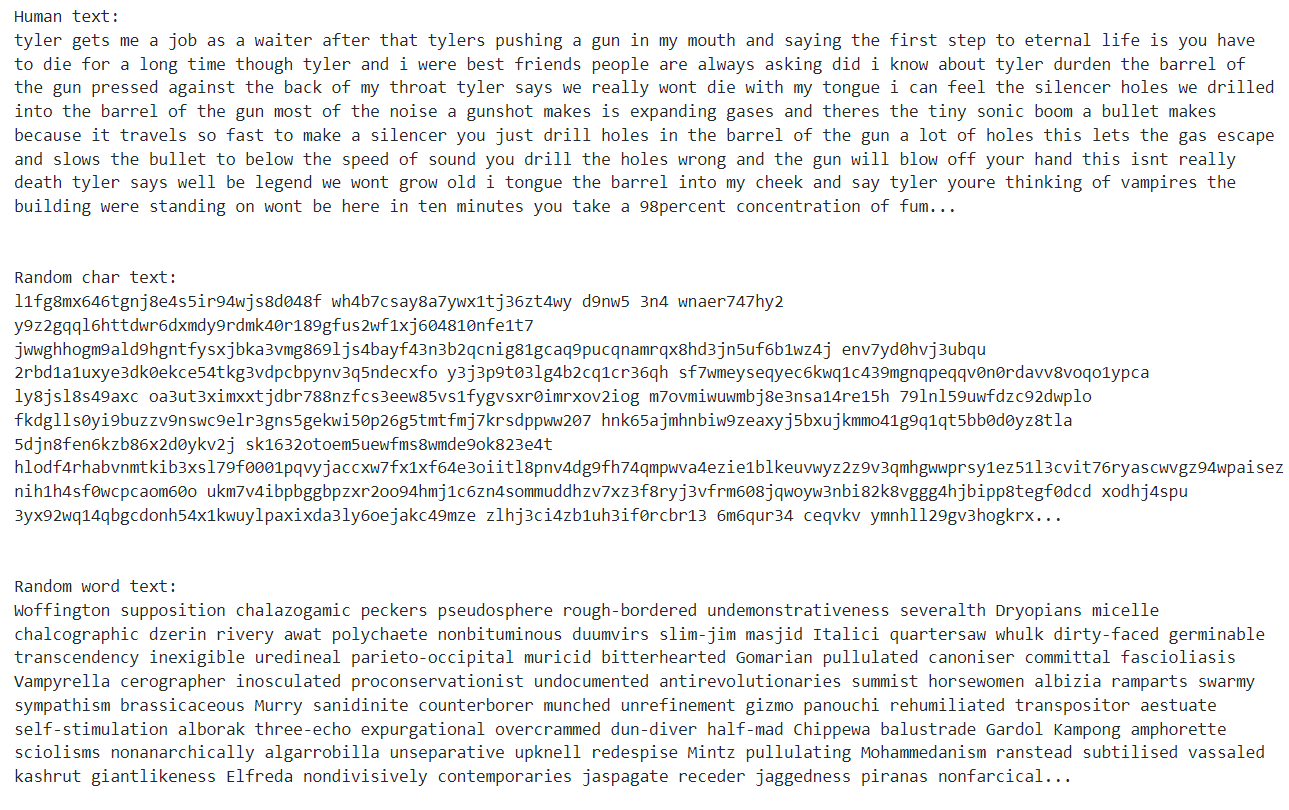 Human text:
tyler gets me a job as a waiter after that tylers pushing a gun in my mouth and saying the first step to eternal life is you have
to die for a long time though tyler and i were best friends people are always asking did i know about tyler durden the barrel of
the gun pressed against the back of my throat tyler says we really wont die with my tongue i can feel the silencer holes we drilled
into the barrel of the gun most of the noise a gunshot makes is expanding gases and theres the tiny sonic boom a bullet makes
because it travels so fast to make a silencer you just drill holes in the barrel of the gun a lot of holes this lets the gas escape
and slows the bullet to below the speed of sound you drill the holes wrong and the gun will blow off your hand this isnt really
death tyler says well be legend we wont grow old i tongue the barrel into my cheek and say tyler youre thinking of vampires the
building were standing on wont be here in ten minutes you take a 98percent concentration of fum...
Random char text:
l1fg8mx646tgnj8e4s5ir94wjs8d048f wh4b7csay8a7ywx1tj36zt4wy d9nw5 3n4 wnaer747hy2
y9z2gqql6httdwr6dxmdy9rdmk40r189gfus2wf1xj604810nfe1t7
jwwghhogm9ald9hgntfysxjbka3vmg869ljs4bayf43n3b2qcnig81gcaq9pucqnamrqx8hd3jn5uf6b1wz4j env7yd0hvj3ubqu
2rbd1a1uxye3dk0ekce54tkg3vdpcbpynv3q5ndecxfo y3j3p9t03lg4b2cq1cr36qh sf7wmeyseqyec6kwq1c439mgnqpeqqv0n0rdavv8voqo1ypca
ly8jsl8s49axc oa3ut3ximxxtjdbr788nzfcs3eew85vs1fygvsxr0imrxov2iog m7ovmiwuwmbj8e3nsa14re15h 79lnl59uwfdzc92dwplo
fkdglls0yi9buzzv9nswc9elr3gns5gekwi50p26g5tmtfmj7krsdppww207 hnk65ajmhnbiw9zeaxyj5bxujkmmo41g9q1qt5bb0d0yz8tla
5djn8fen6kzb86x2d0ykv2j sk1632otoem5uewfms8wmde9ok823e4t
hlodf4rhabvnmtkib3xsl79f0001pqvyjaccxw7fx1xf64e3oiitl8pnv4dg9fh74qmpwva4ezie1blkeuvwyz2z9v3qmhgwwprsy1ez51l3cvit76ryascwvgz94wpaisez
nih1h4sf0wcpcaom60o ukm7v4ibpbggbpzxr2oo94hmj1c6zn4sommuddhzv7xz3f8ryj3vfrm608jqwoyw3nbi82k8vggg4hjbipp8tegf0dcd xodhj4spu
3yx92wq14qbgcdonh54x1kwuylpaxixda3ly6oejakc49mze zlhj3ci4zb1uh3if0rcbr13 6m6qur34 ceqvkv ymnhll29gv3hogkrx...
Random word text:
Woffington supposition chalazogamic peckers pseudosphere rough-bordered undemonstrativeness severalth Dryopians micelle
chalcographic dzerin rivery awat polychaete nonbituminous duumvirs slim-jim masjid Italici quartersaw whulk dirty-faced germinable
transcendency inexigible uredineal parieto-occipital muricid bitterhearted Gomarian pullulated canoniser committal fascioliasis
Vampyrella cerographer inosculated proconservationist undocumented antirevolutionaries summist horsewomen albizia ramparts swarmy
sympathism brassicaceous Murry sanidinite counterborer munched unrefinement gizmo panouchi rehumiliated transpositor aestuate
self-stimulation alborak three-echo expurgational overcrammed dun-diver half-mad Chippewa balustrade Gardol Kampong amphorette
sciolisms nonanarchically algarrobilla unseparative upknell redespise Mintz pullulating Mohammedanism ranstead subtilised vassaled
kashrut giantlikeness Elfreda nondivisively contemporaries jaspagate receder jaggedness piranas nonfarcical...